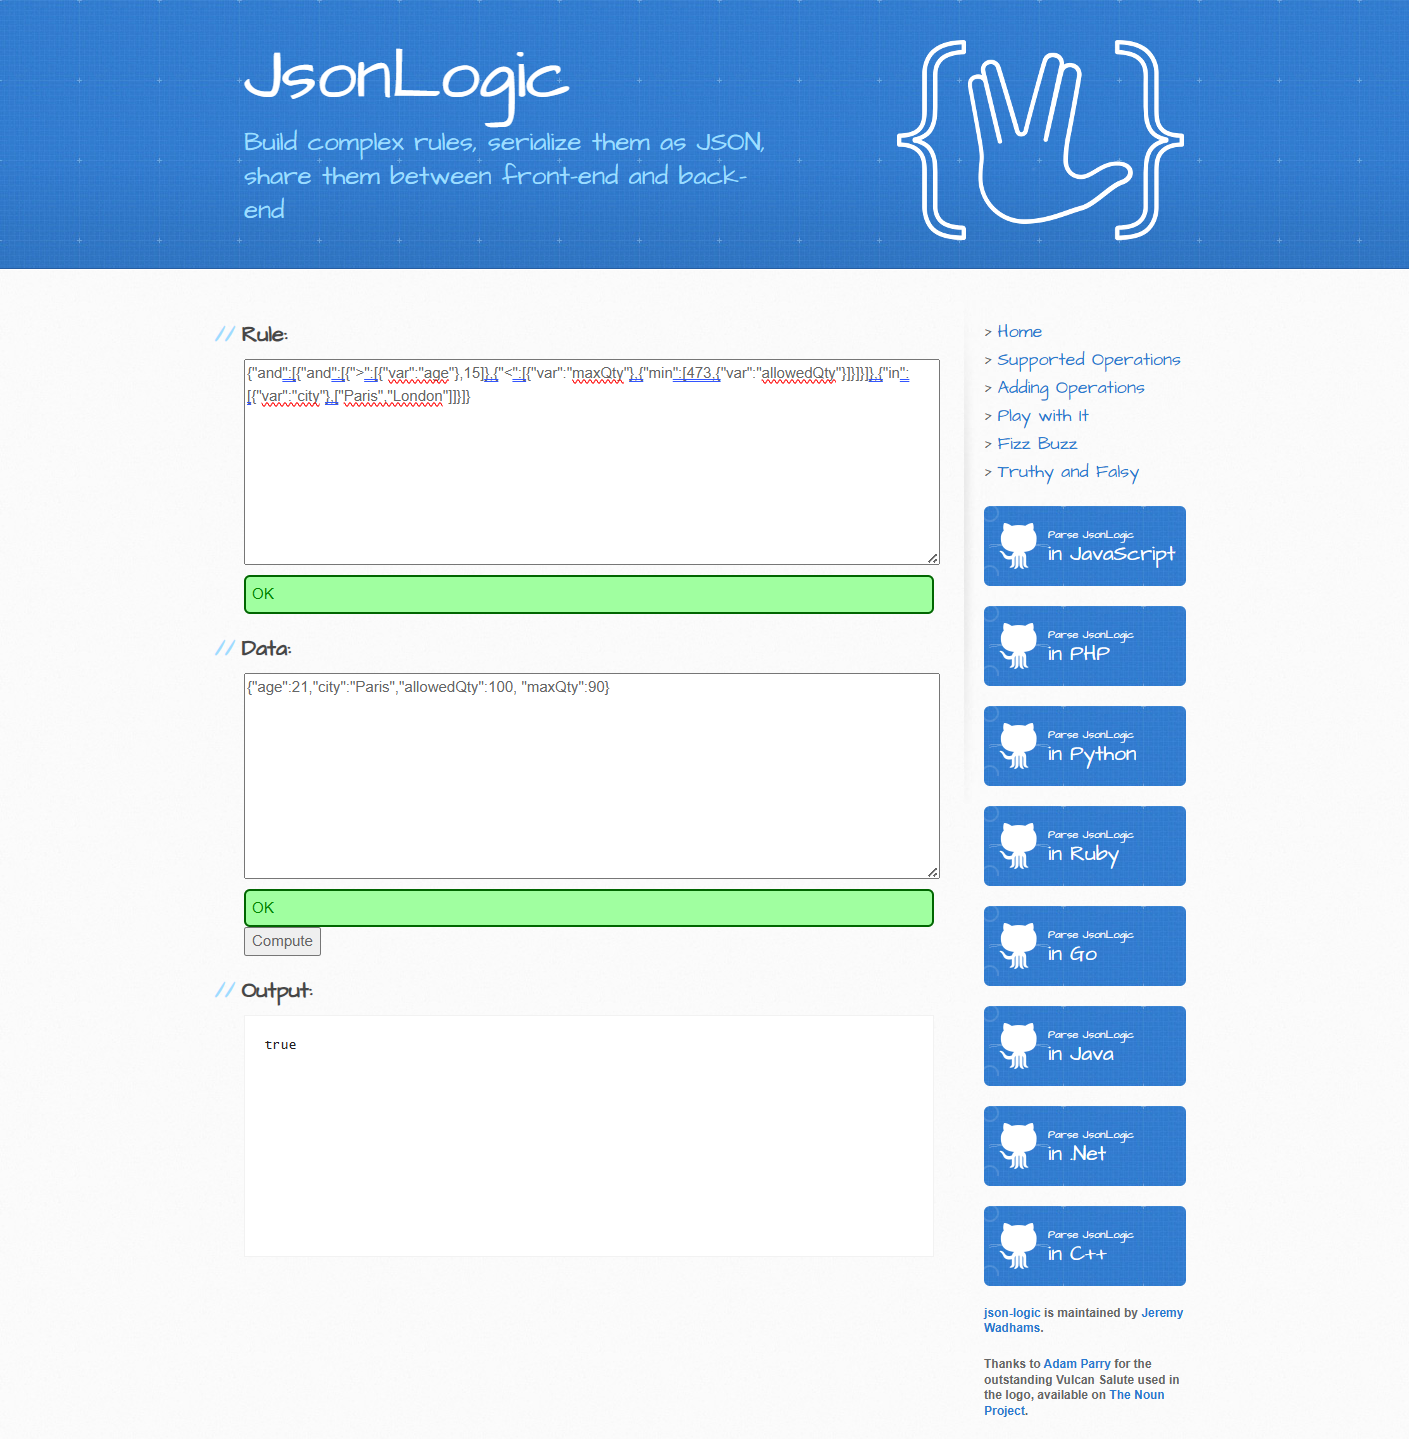 JsonLogic
Build complex rules, serialize them as JSON,
share them between front-end and back-
end
// Rule:
{"and":[{"and":[{">":[{"var":"age"},15]},{"<":[{"var":"maxQty"},{"min":[473,{"var":"allowedQty"}]}]}]},{"in":
[{"var":"city"},["Paris","London"]]}]}
OK
// Data:
{"age":21,"city":"Paris","allowedQty":100, "maxQty":90}
OK
Compute
// Output:
true
> Home
> Supported Operations
> Adding Operations
> Play with It
> Fizz Buzz
> Truthy and Falsy
Parse JsonLogic
in JavaScript
Parse JsonLogic
in PHP
Parse JsonLogic
in Python
Parse JsonLogic
in Ruby
Parse JsonLogic
in Go
Parse JsonLogic
in Java
Parse JsonLogic
in .Net
Parse JsonLogic
in C++
json-logic is maintained by Jeremy
Wadhams.
Thanks to Adam Parry for the
outstanding Vulcan Salute used in
the logo, available on The Noun
Project.